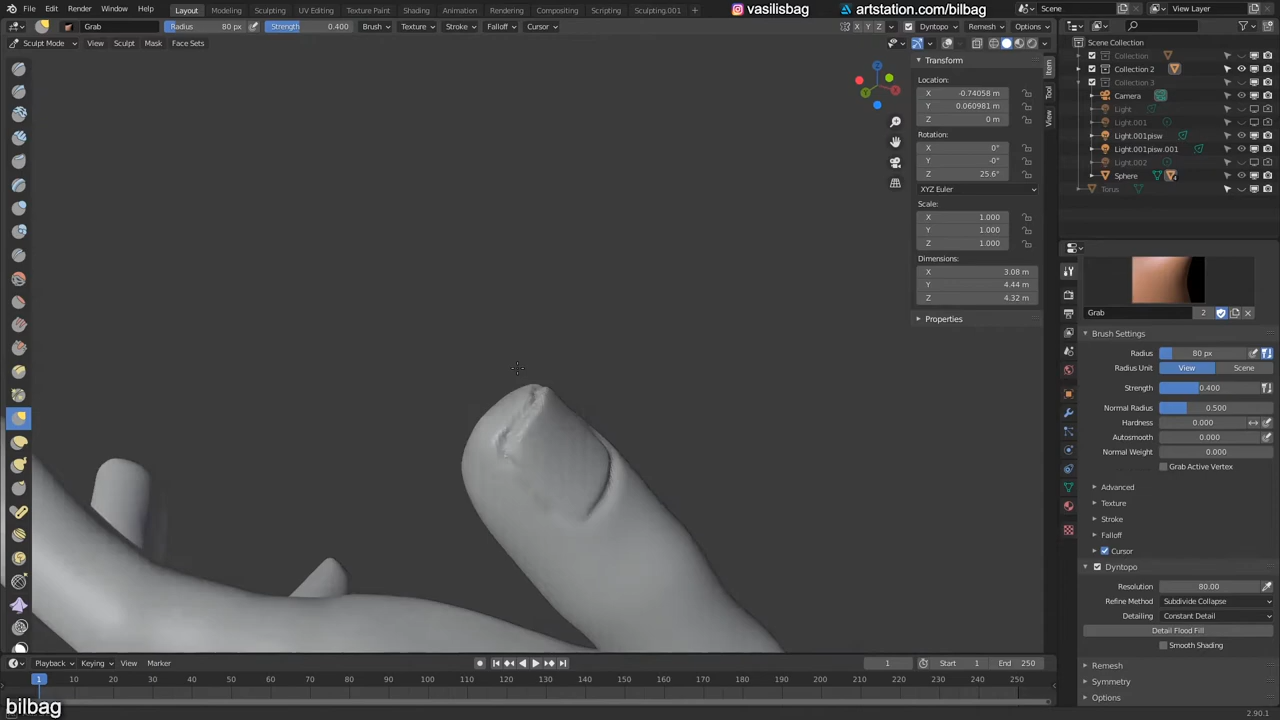 File Edit Render Window Help Layout Modeling Sculpting UV Editing Texture Paint Shading Animation Rendering Compositing Scripting Sculpting.001 + vasilisbag artstation.com/bilbag Scene View Layer
Grab Radius 80 px Strength 0.400 Brush Texture Stroke Falloff Cursor X Y Z Dyntopo Remesh Options
Sculpt Mode View Sculpt Mask Face Sets
Scene Collection
Collection
Collection 2
Collection 3
Camera
Light
Light.001
Light.001pisw
Light.001pisw.001
Light.002
Sphere
Torus
Transform
Location:
X -0.74058 m
Y 0.060981 m
Z 0 m
Rotation:
X 0°
Y -0°
Z 25.6°
XYZ Euler
Scale:
X 1.000
Y 1.000
Z 1.000
Dimensions:
X 3.08 m
Y 4.44 m
Z 4.32 m
Properties
Item
Tool
View
Z
X
Y
Grab 2
Brush Settings
Radius 80 px
Radius Unit View Scene
Strength 0.400
Normal Radius 0.500
Hardness 0.000
Autosmooth 0.000
Normal Weight 0.000
Grab Active Vertex
Advanced
Texture
Stroke
Falloff
Cursor
Dyntopo
Resolution 80.00
Refine Method Subdivide Collapse
Detailing Constant Detail
Detail Flood Fill
Smooth Shading
Remesh
Symmetry
Options
Playback Keying View Marker 1 Start 1 End 250
1 10 20 30 40 50 60 70 80 90 100 110 120 130 140 150 160 170 180 190 200 210 220 230 240 250
bilbag
2.90.1